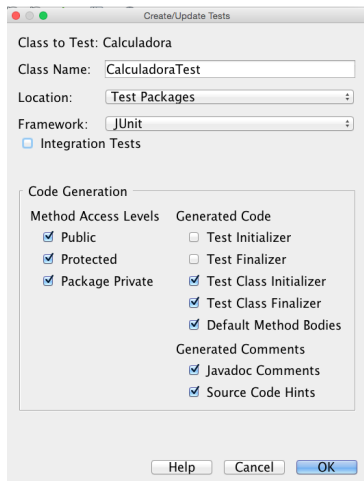 Create/Update Tests
Class to Test: Calculadora
Class Name: CalculadoraTest
Location: Test Packages
Framework: JUnit
Integration Tests
Code Generation
Method Access Levels Generated Code
Public Test Initializer
Protected Test Finalizer
Package Private Test Class Initializer
Test Class Finalizer
Default Method Bodies
Generated Comments
Javadoc Comments
Source Code Hints
Help Cancel OK